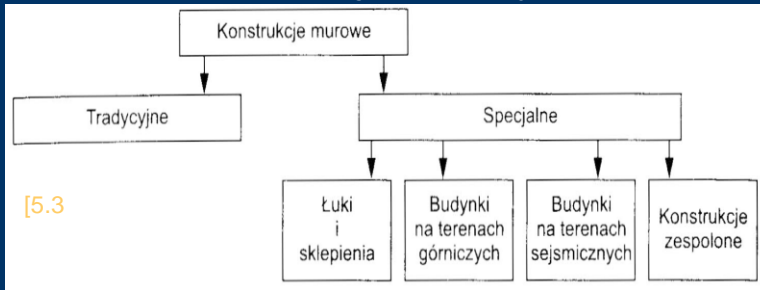 Konstrukcje murowe
Tradycyjne
Specjalne
[5.3
Łuki
i
sklepienia
Budynki
na terenach
górniczych
Budynki
na terenach
sejsmicznych
Konstrukcje
zespolone